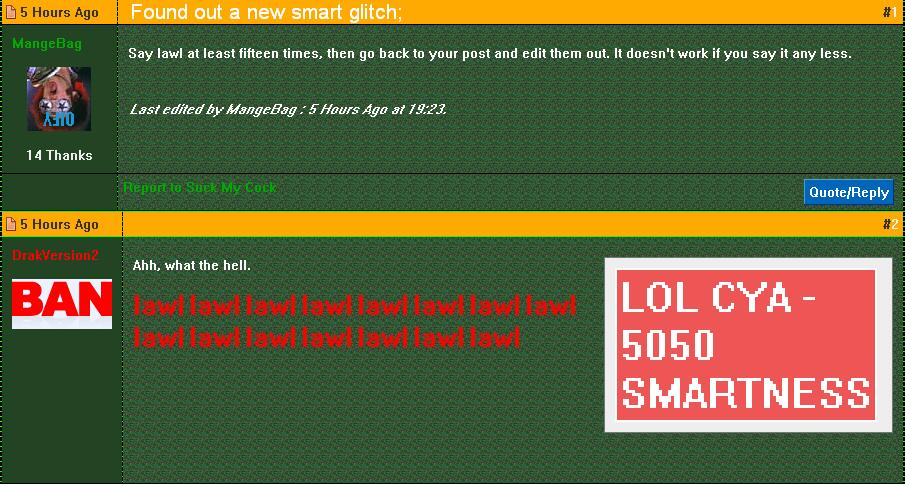 5 Hours Ago
Found out a new smart glitch;
#1
MangeBag
Say lawl at least fifteen times, then go back to your post and edit them out. It doesn't work if you say it any less.
Last edited by MangeBag : 5 Hours Ago at 19:23.
14 Thanks
Report to Suck My Cock
Quote/Reply
5 Hours Ago
#2
DrakVersion2
BAN
Ahh, what the hell.
lawl lawl lawl lawl lawl lawl lawl lawl
lawl lawl lawl lawl lawl lawl lawl
LOL CYA -
5050
SMARTNESS